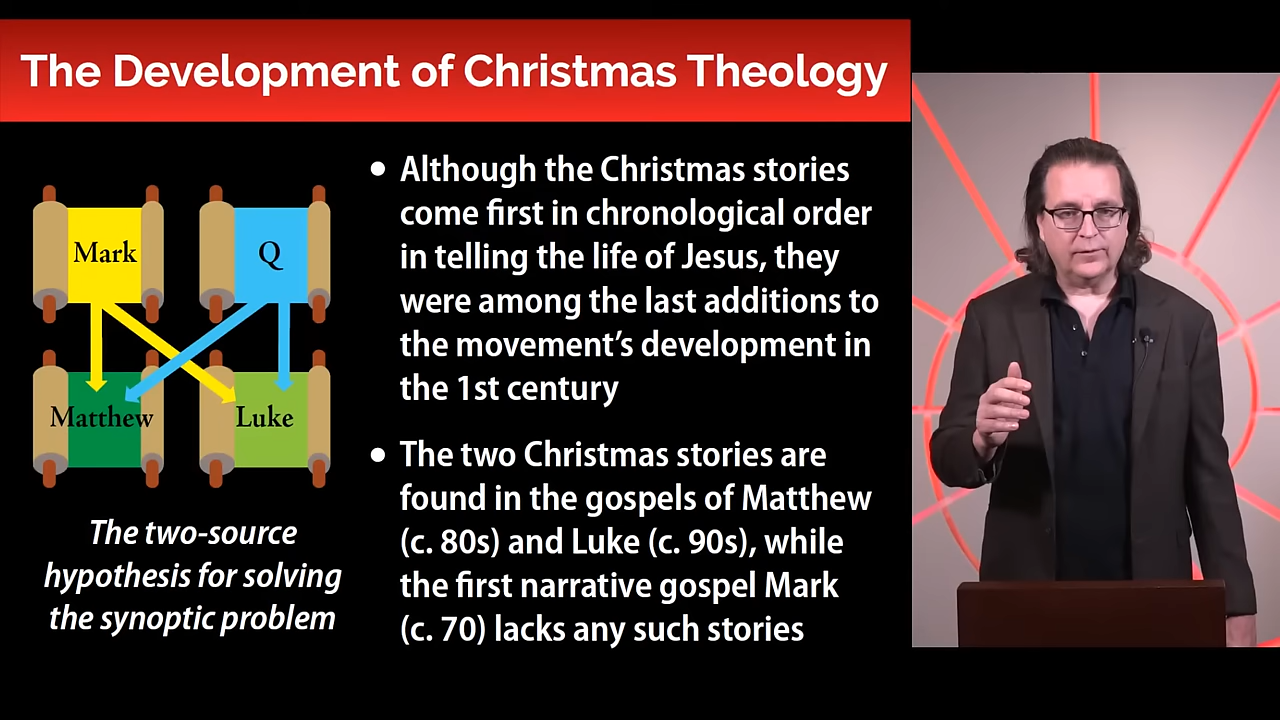 The Development of Christmas Theology
Mark
Q
Matthew
Luke
The two-source
hypothesis for solving
the synoptic problem
• Although the Christmas stories
come first in chronological order
in telling the life of Jesus, they
were among the last additions to
the movement's development in
the 1st century
• The two Christmas stories are
found in the gospels of Matthew
(c. 80s) and Luke (c. 90s), while
the first narrative gospel Mark
(c. 70) lacks any such stories